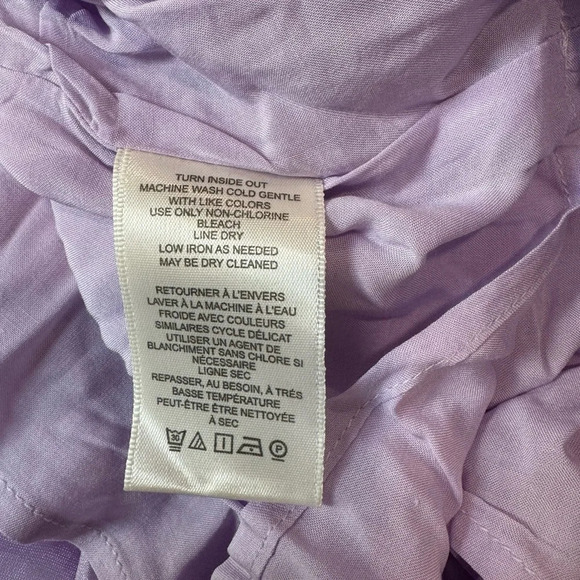 TURN INSIDE OUT
MACHINE WASH COLD GENTLE
WITH LIKE COLORS
USE ONLY NON-CHLORINE
BLEACH
LINE DRY
LOW IRON AS NEEDED
MAY BE DRY CLEANED
RETOURNER À L'ENVERS
LAVER À LA MACHINE À L'EAU
FROIDE AVEC COULEURS
SIMILAIRES CYCLE DÉLICAT
UTILISER UN AGENT DE
BLANCHIMENT SANS CHLORE SI
NÉCESSAIRE
LIGNE SEC
REPASSER, AU BESOIN, À TRÈS
BASSE TEMPÉRATURE
PEUT-ÊTRE ÊTRE NETTOYÉE
À SEC
30 P